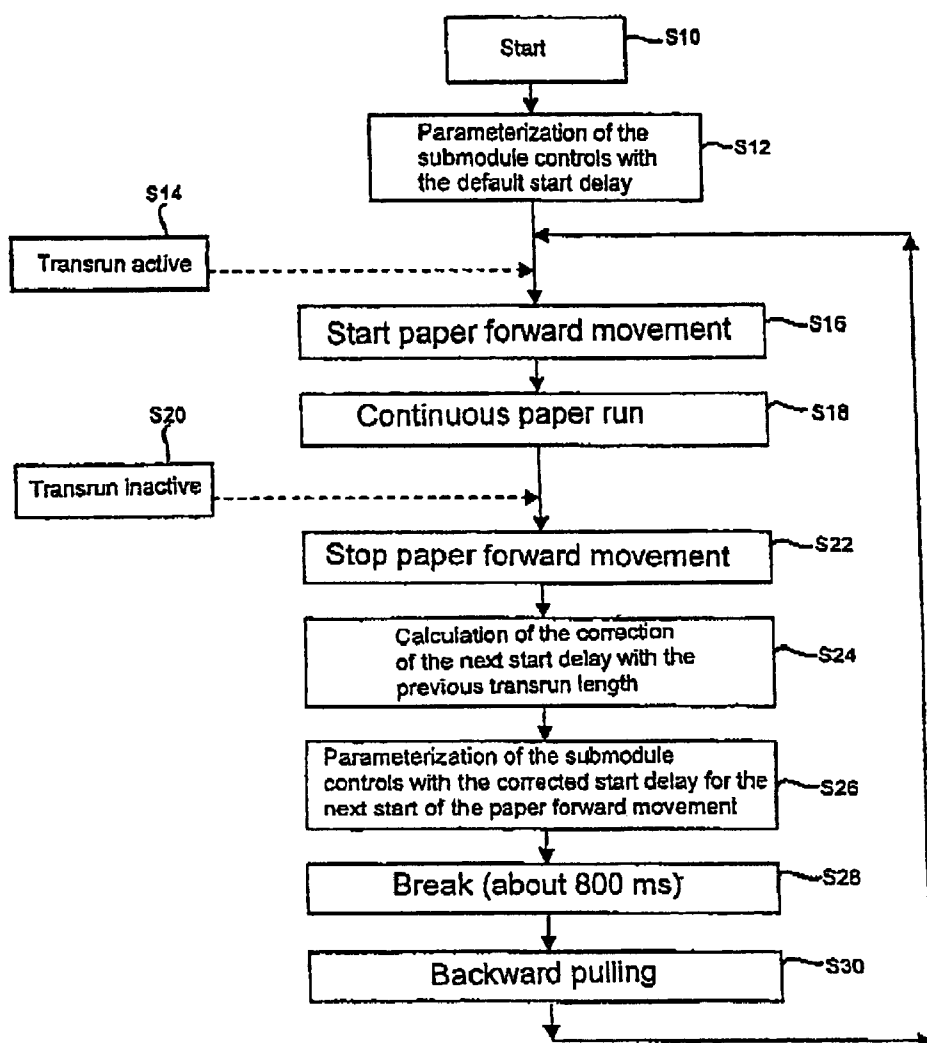 Start
S10
Parameterization of the
submodule controls with
the default start delay
S12
S14
Transrun active
Start paper forward movement
S16
Continuous paper run
S18
S20
Transrun inactive
Stop paper forward movement
S22
Calculation of the correction
of the next start delay with the
previous transrun length
S24
Parameterization of the submodule
controls with the corrected start delay for the
next start of the paper forward movement
S26
Break (about 800 ms)
S28
Backward pulling
S30